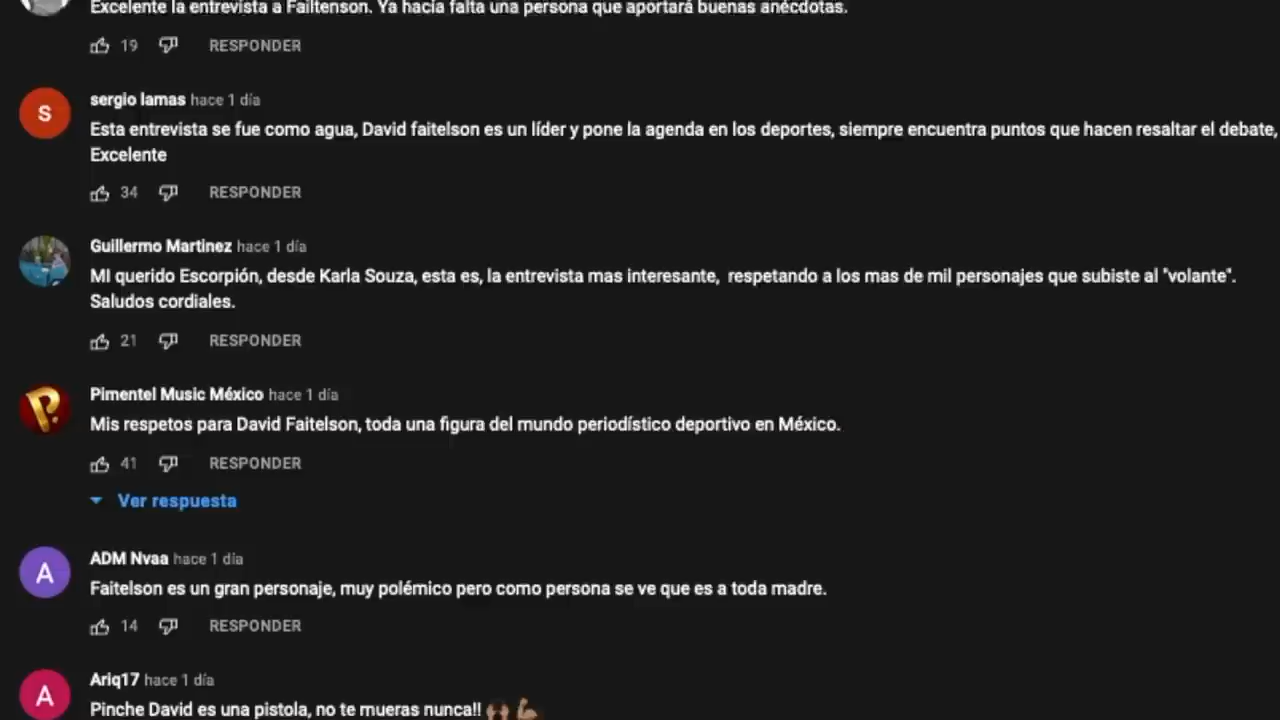 Excelente la entrevista a Failtenson. Ya hacía falta una persona que aportará buenas anécdotas.
19 RESPONDER
S
sergio lamas hace 1 día
Esta entrevista se fue como agua, David faitelson es un líder y pone la agenda en los deportes, siempre encuentra puntos que hacen resaltar el debate,
Excelente
34 RESPONDER
Guillermo Martinez hace 1 día
MI querido Escorpión, desde Karla Souza, esta es, la entrevista mas interesante, respetando a los mas de mil personajes que subiste al "volante".
Saludos cordiales.
21 RESPONDER
P.
Pimentel Music México hace 1 día
Mis respetos para David Faitelson, toda una figura del mundo periodístico deportivo en México.
41 RESPONDER
Ver respuesta
A
ADM Nvaa hace 1 día
Faitelson es un gran personaje, muy polémico pero como persona se ve que es a toda madre.
14 RESPONDER
A
Ariq17 hace 1 día
Pinche David es una pistola, no te mueras nunca!!